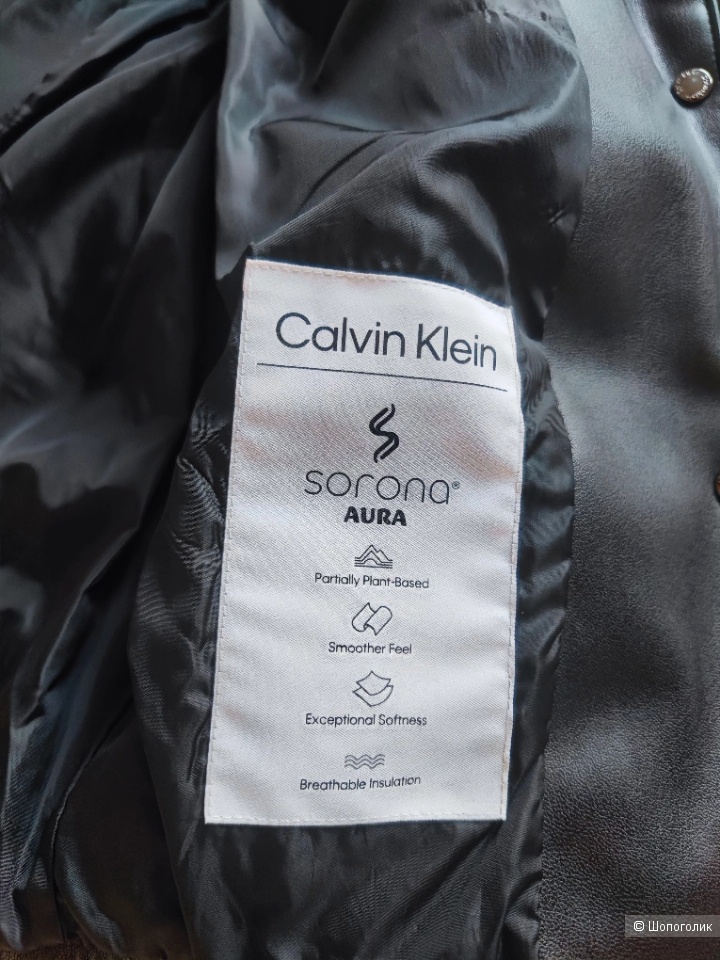 Calvin Klein
sorona®
AURA
Partially Plant-Based
Smoother Feel
Exceptional Softness
Breathable Insulation
© Шопоголик